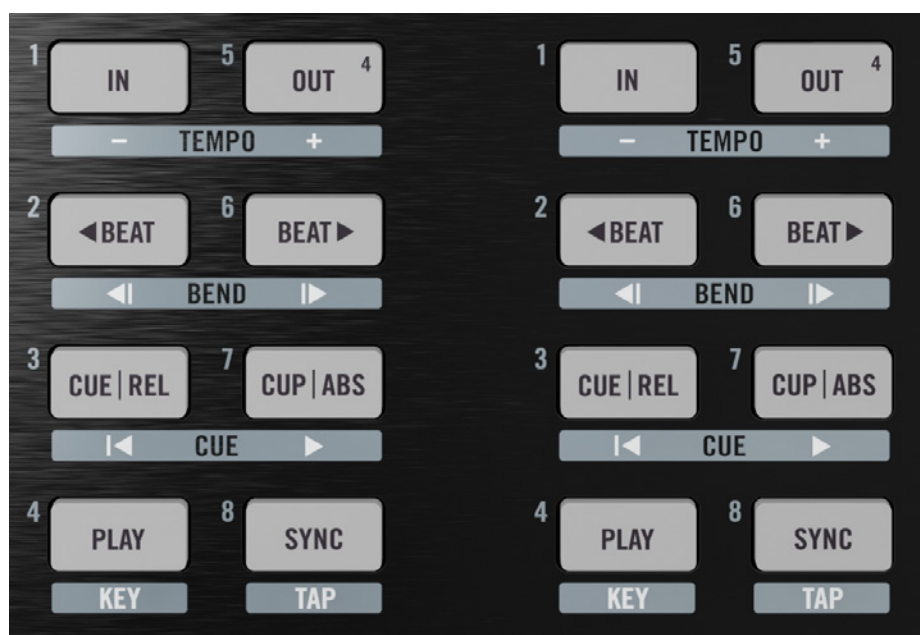 1 IN 5 OUT 4 1 IN 5 OUT 4
− TEMPO + − TEMPO +
2 ◀BEAT 6 BEAT▶ 2 ◀BEAT 6 BEAT▶
BEND BEND
3 CUE|REL 7 CUP|ABS 3 CUE|REL 7 CUP|ABS
CUE CUE
4 PLAY 8 SYNC 4 PLAY 8 SYNC
KEY TAP KEY TAP